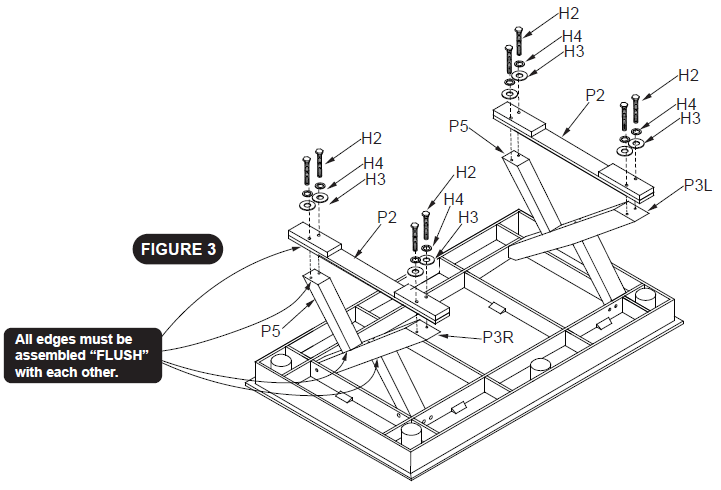 H2
H4
H3
H2
H4
H3
P2
P5
P3L
H2
H4
H3
H2
H4
H3
P2
FIGURE 3
P5
P3R
All edges must be
assembled “FLUSH”
with each other.